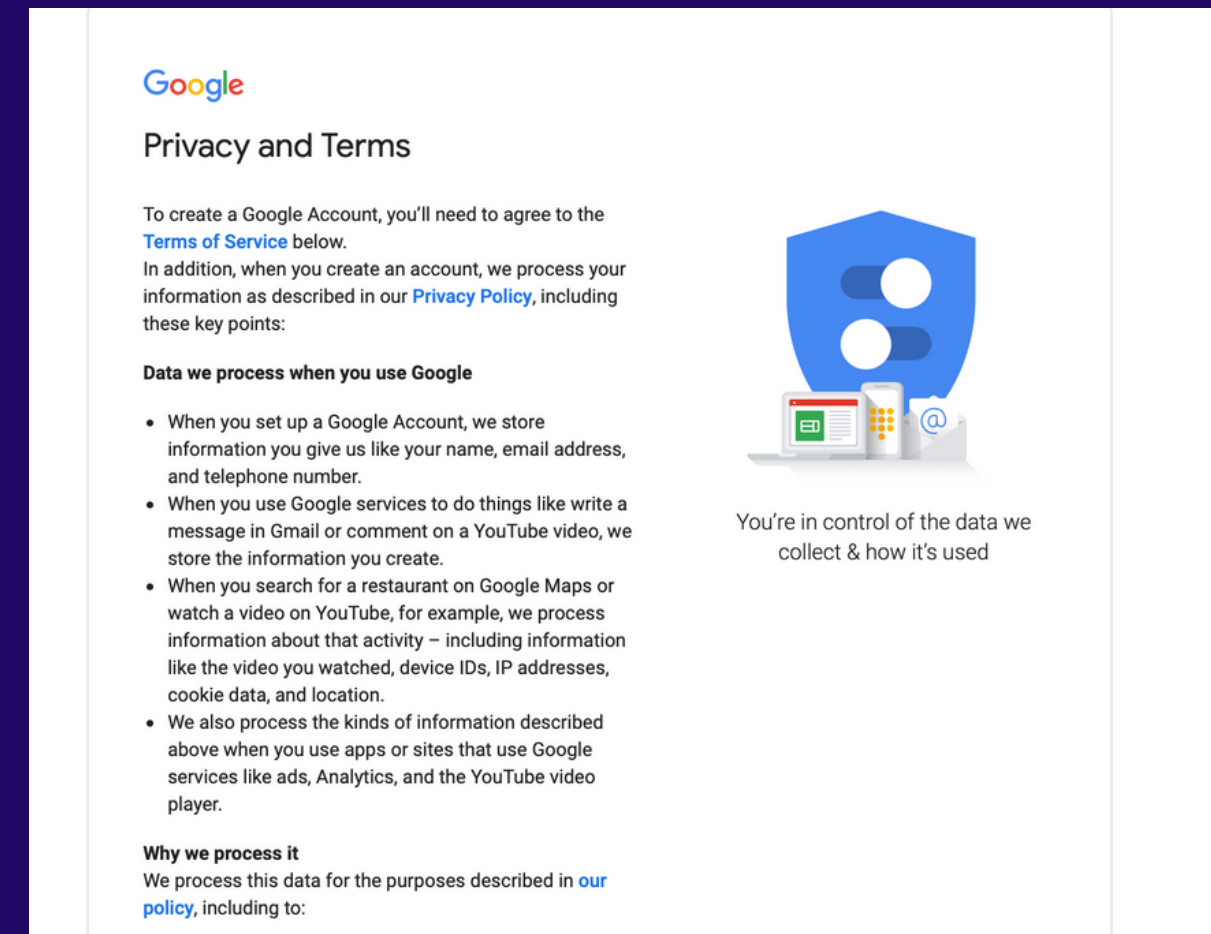 Google
Privacy and Terms
To create a Google Account, you’ll need to agree to the
Terms of Service below.
In addition, when you create an account, we process your
information as described in our Privacy Policy, including
these key points:
Data we process when you use Google
• When you set up a Google Account, we store
information you give us like your name, email address,
and telephone number.
• When you use Google services to do things like write a
message in Gmail or comment on a YouTube video, we
store the information you create.
• When you search for a restaurant on Google Maps or
watch a video on YouTube, for example, we process
information about that activity – including information
like the video you watched, device IDs, IP addresses,
cookie data, and location.
• We also process the kinds of information described
above when you use apps or sites that use Google
services like ads, Analytics, and the YouTube video
player.
Why we process it
We process this data for the purposes described in our
policy, including to:
@
You’re in control of the data we
collect & how it’s used